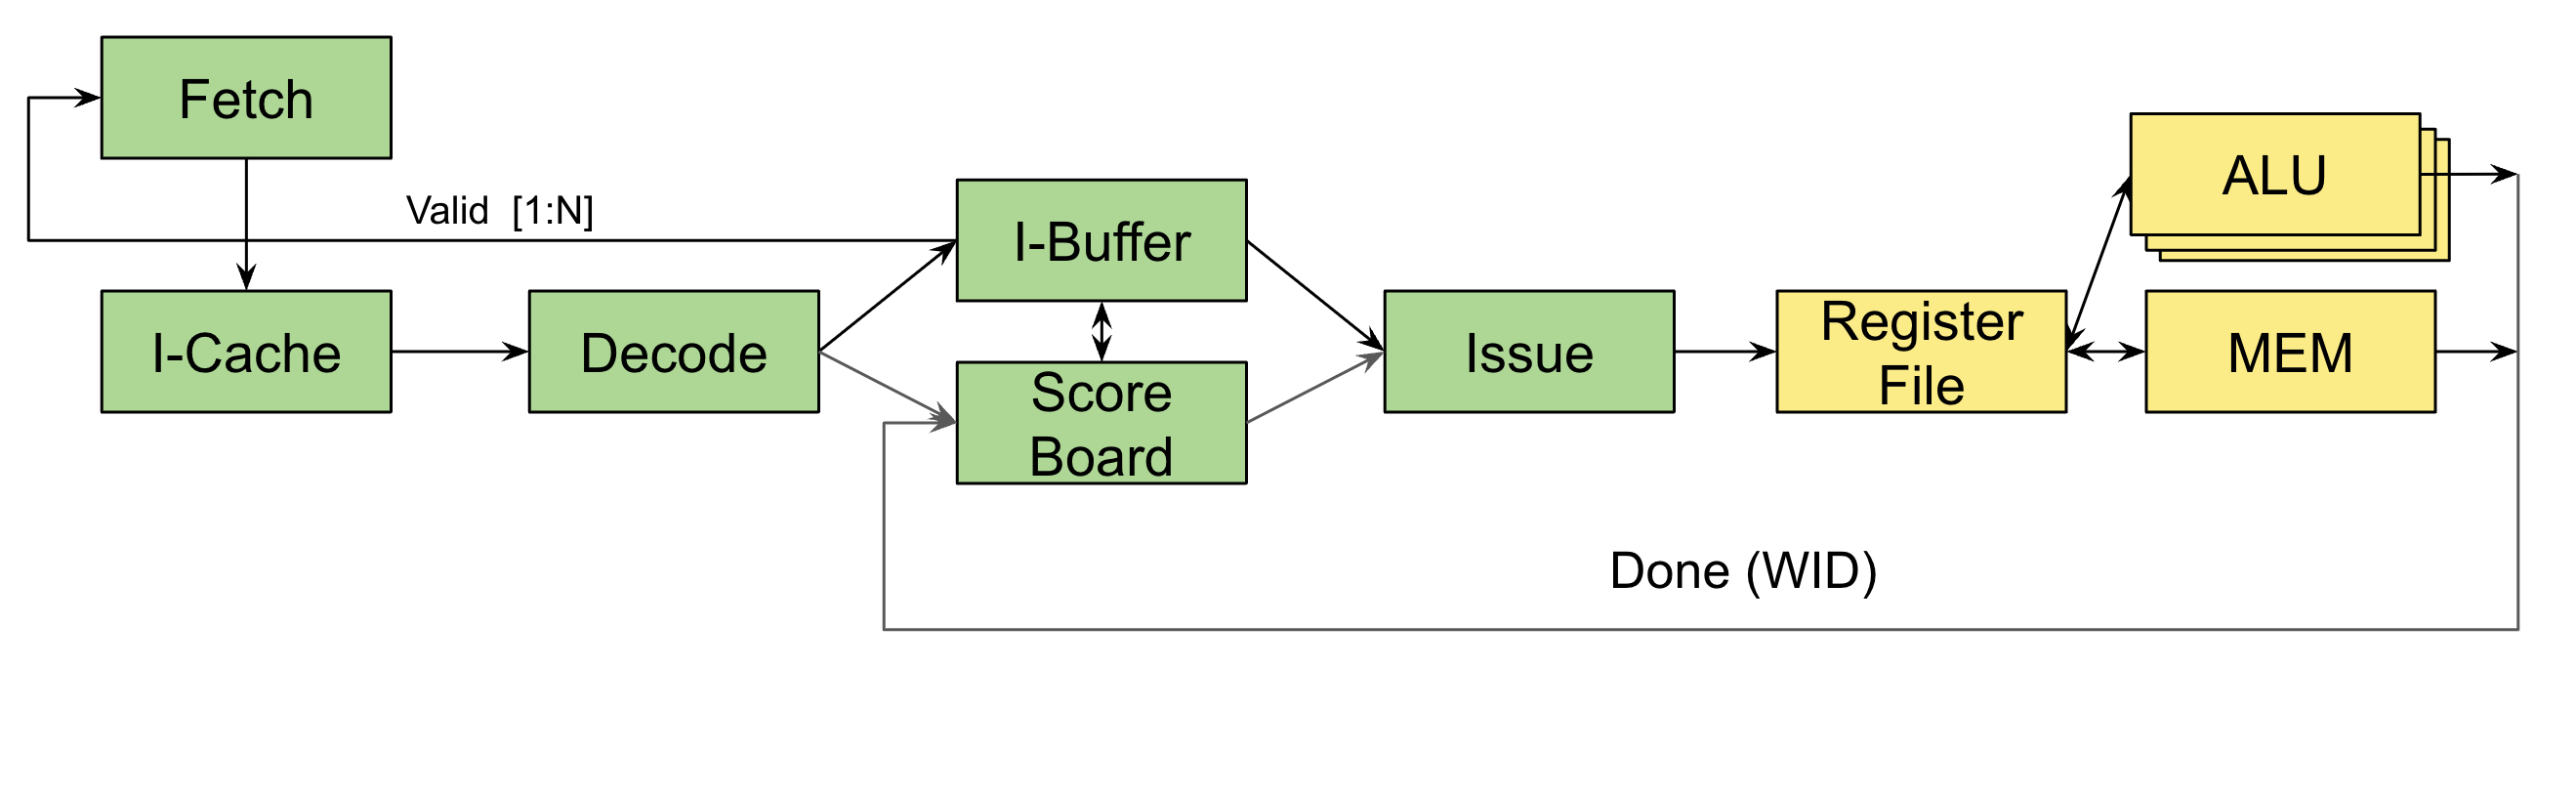 Fetch
Valid [1:N]
I-Buffer
ALU
I-Cache
Decode
Score
Board
Issue
Register
File
MEM
Done (WID)